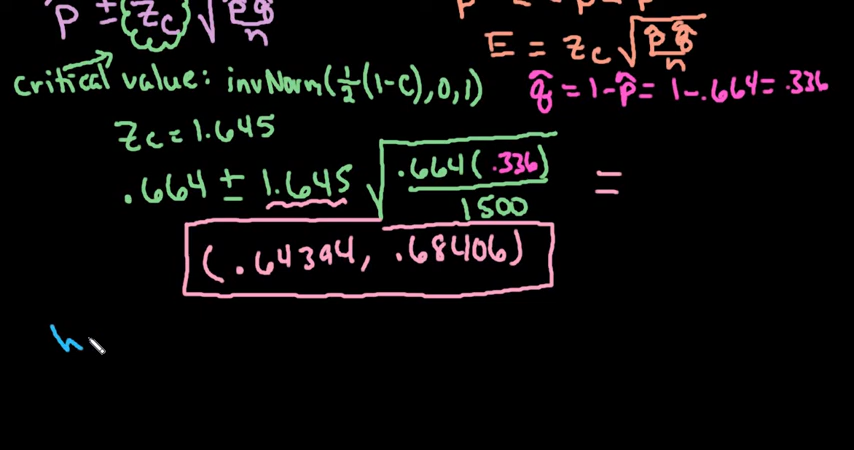 p̂ ± Zc √p̂q̂/n
E = Zc √p̂q̂/n
critical value: invNorm(½(1-c),0,1)
q̂ = 1-p̂ = 1-.664=.336
Zc = 1.645
.664 ± 1.645 √.664(.336)/1500 =
(.64394, .68406)
h